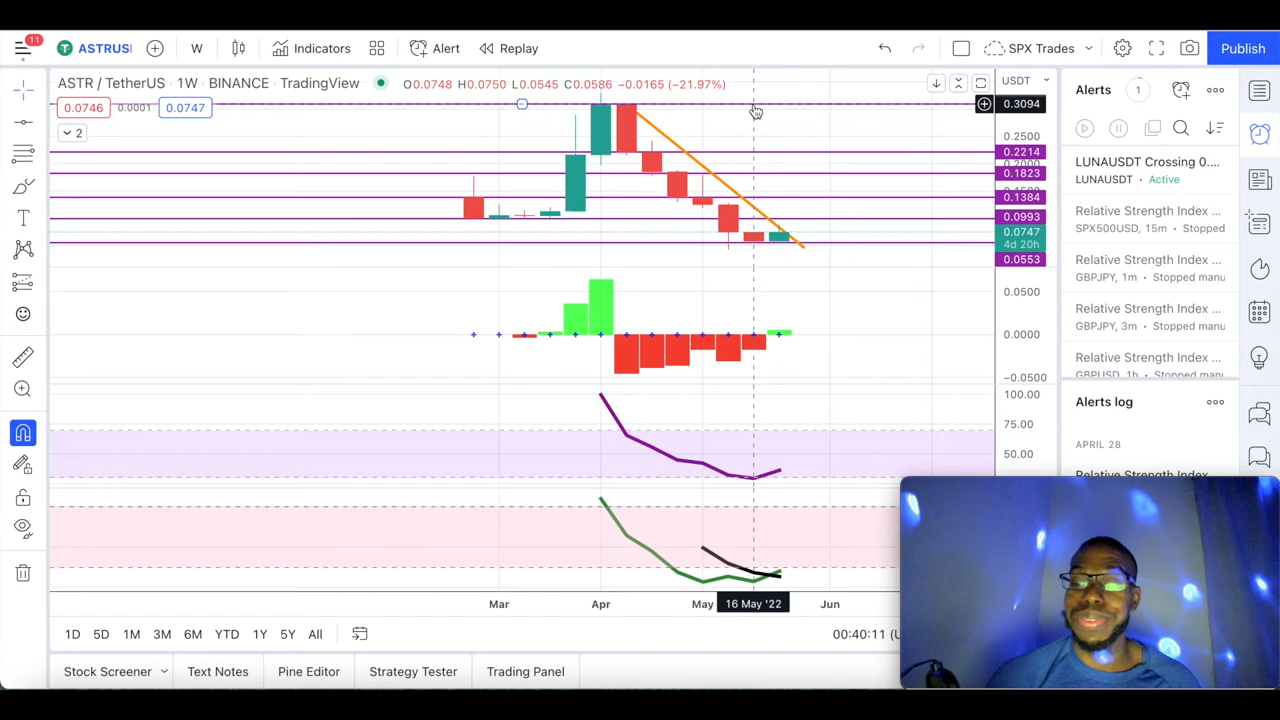 11
ASTRUSI
W
Indicators
Alert
Replay
SPX Trades
Publish
ASTR / TetherUS · 1W · BINANCE · TradingView
O0.0748 H0.0750 L0.0545 C0.0586 −0.0165 (−21.97%)
0.0746
0.0001
0.0747
2
USDT
0.3094
0.2500
0.2214
0.1823
0.1384
0.0993
0.0747
4d 20h
0.0553
0.0500
0.0000
−0.0500
100.00
75.00
50.00
Mar
Apr
May
16 May '22
Jun
1D
5D
1M
3M
6M
YTD
1Y
5Y
All
00:40:11 (U
Stock Screener
Text Notes
Pine Editor
Strategy Tester
Trading Panel
Alerts
1
LUNAUSDT Crossing 0....
LUNAUSDT · Active
Relative Strength Index ...
SPX500USD, 15m · Stopped
Relative Strength Index ...
GBPJPY, 1m · Stopped manu
Relative Strength Index ...
GBPJPY, 3m · Stopped manu
Relative Strength Index ...
GBPUSD, 1h · Stopped manu
Alerts log
APRIL 28